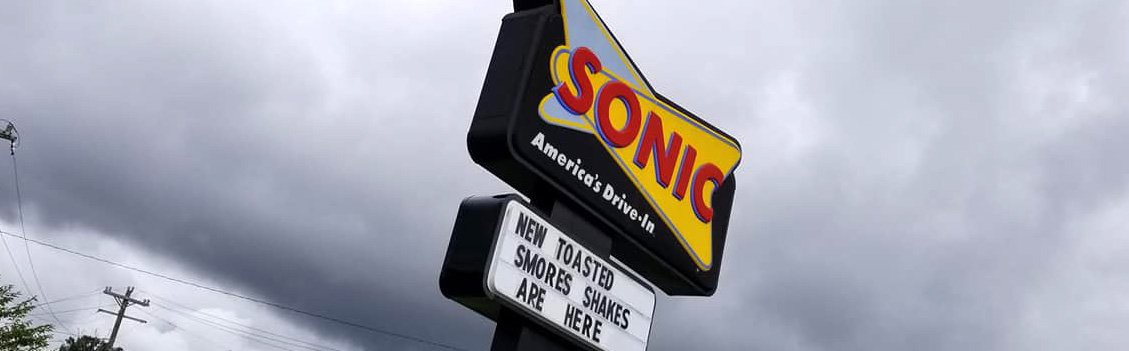 SONIC
America's Drive-In
NEW TOASTED
SMORES SHAKES
ARE HERE